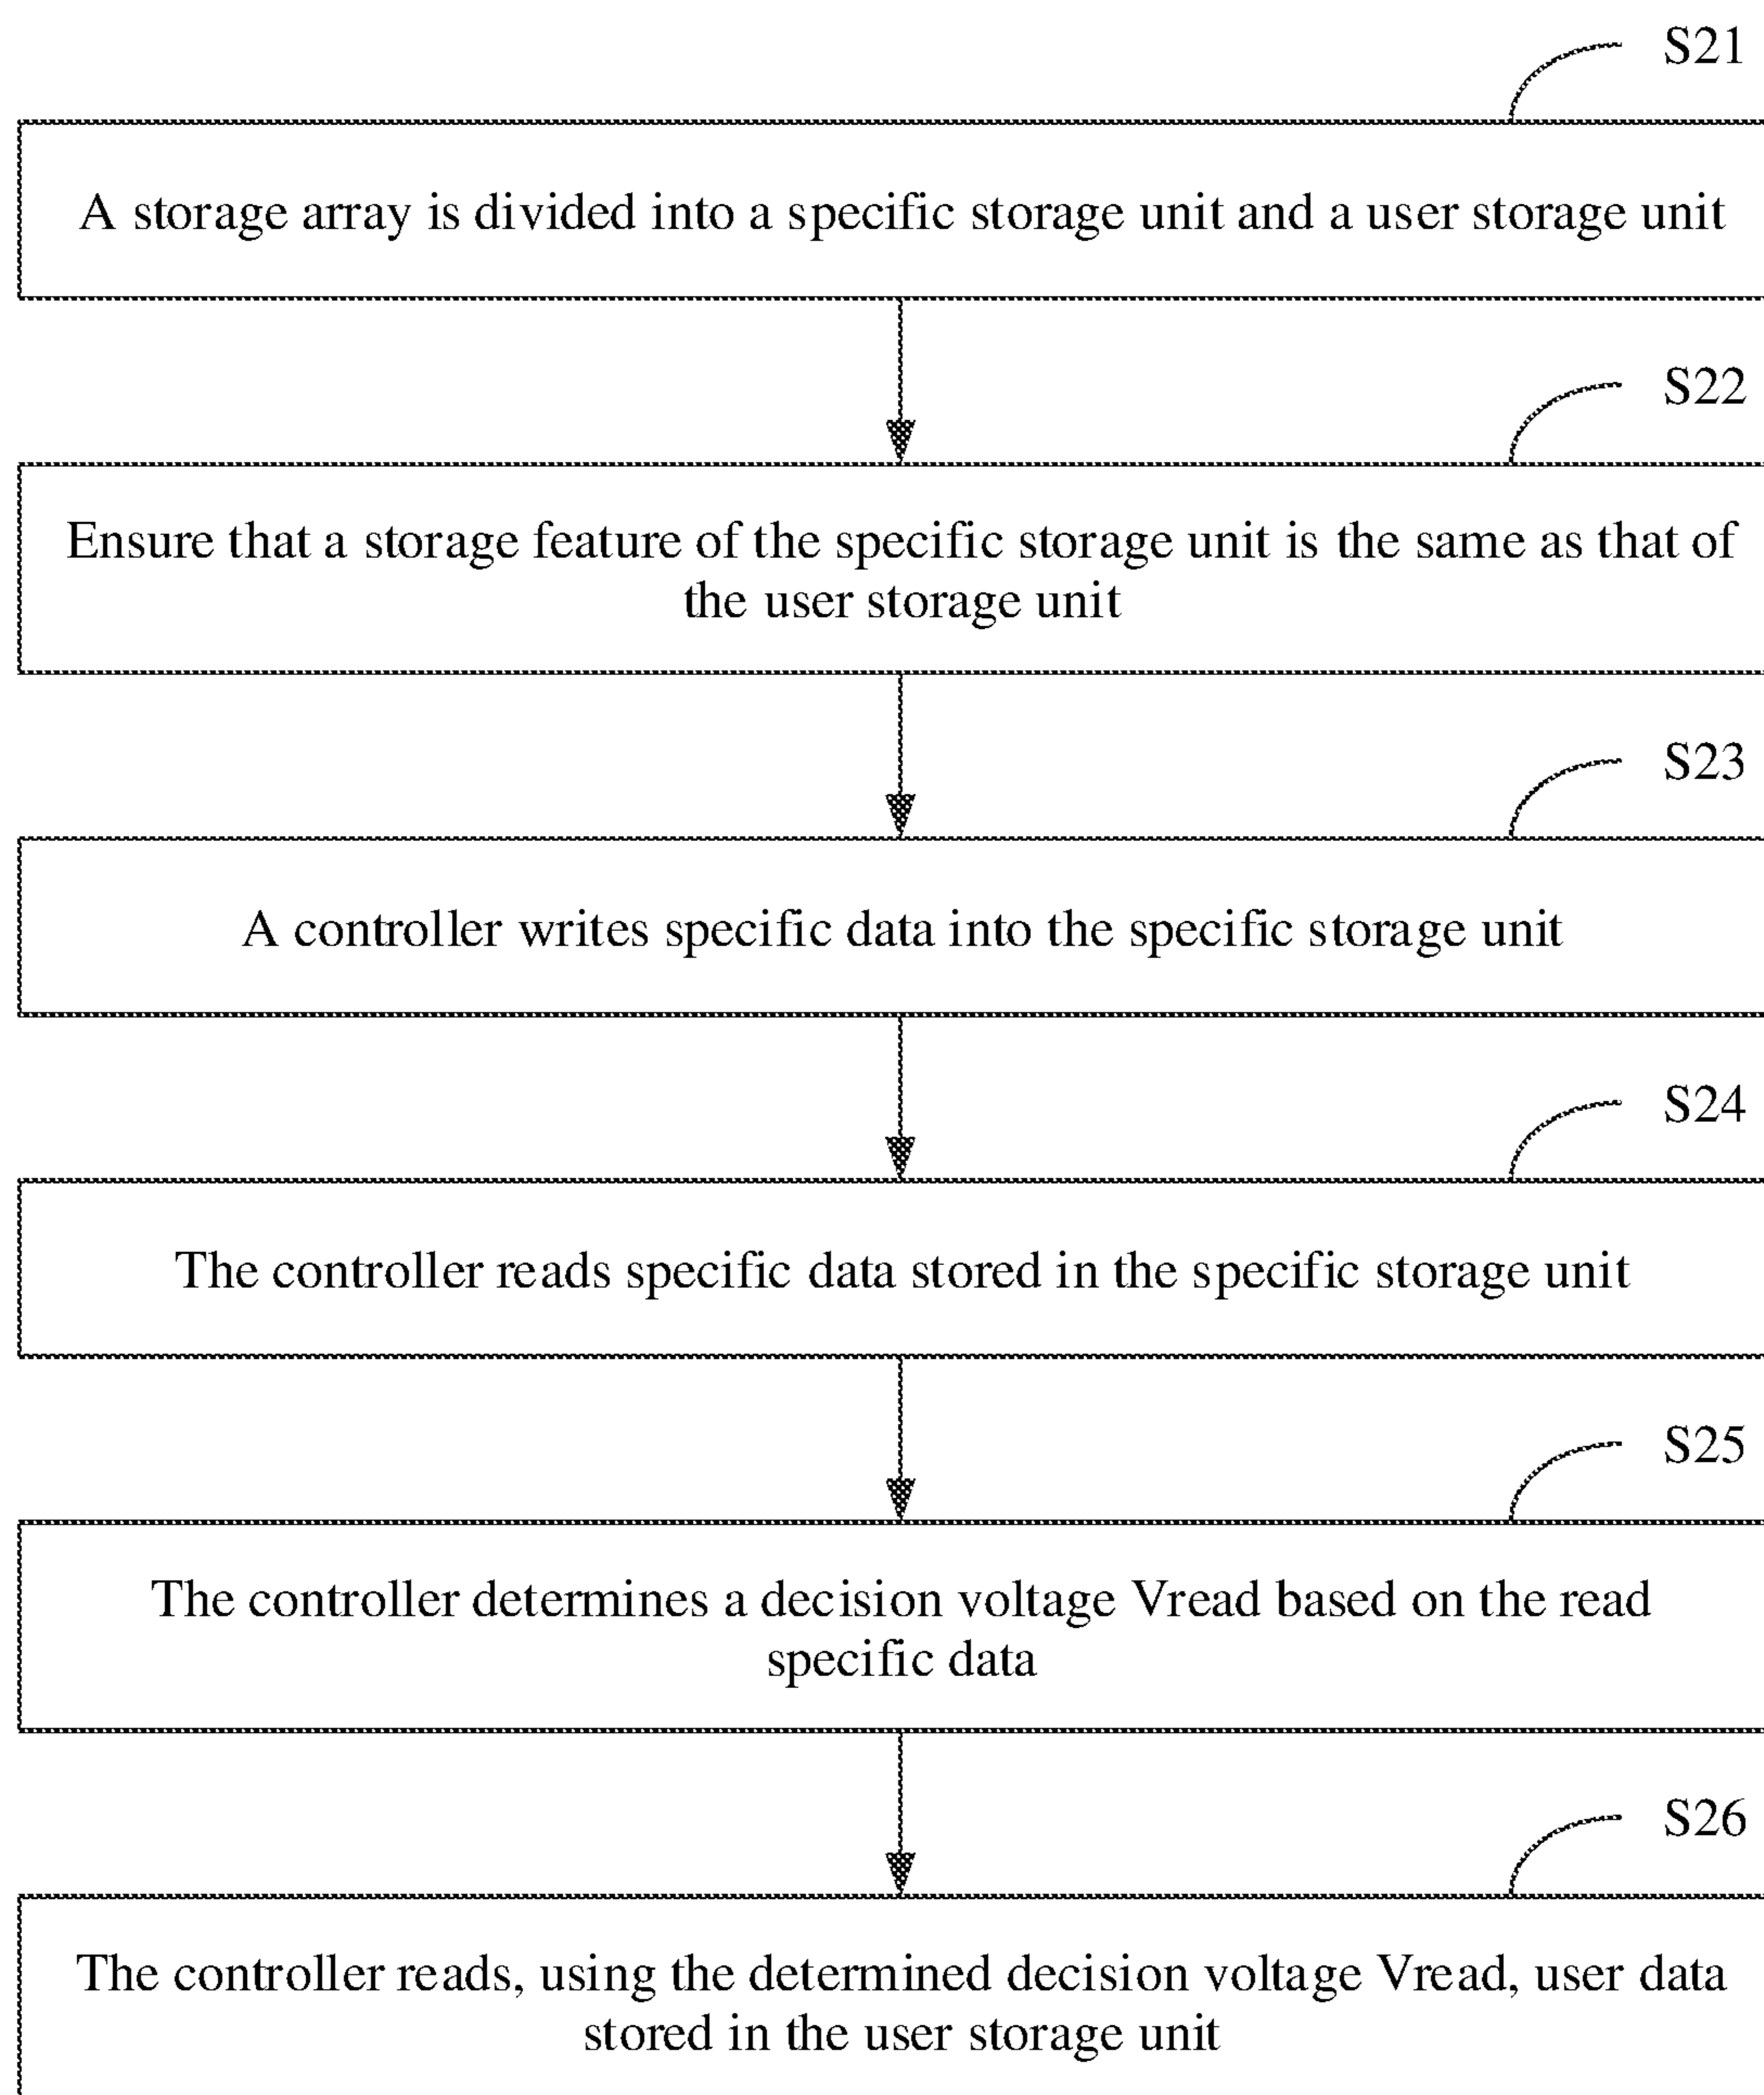 S21
A storage array is divided into a specific storage unit and a user storage unit
S22
Ensure that a storage feature of the specific storage unit is the same as that of
the user storage unit
S23
A controller writes specific data into the specific storage unit
S24
The controller reads specific data stored in the specific storage unit
S25
The controller determines a decision voltage Vread based on the read
specific data
S26
The controller reads, using the determined decision voltage Vread, user data
stored in the user storage unit